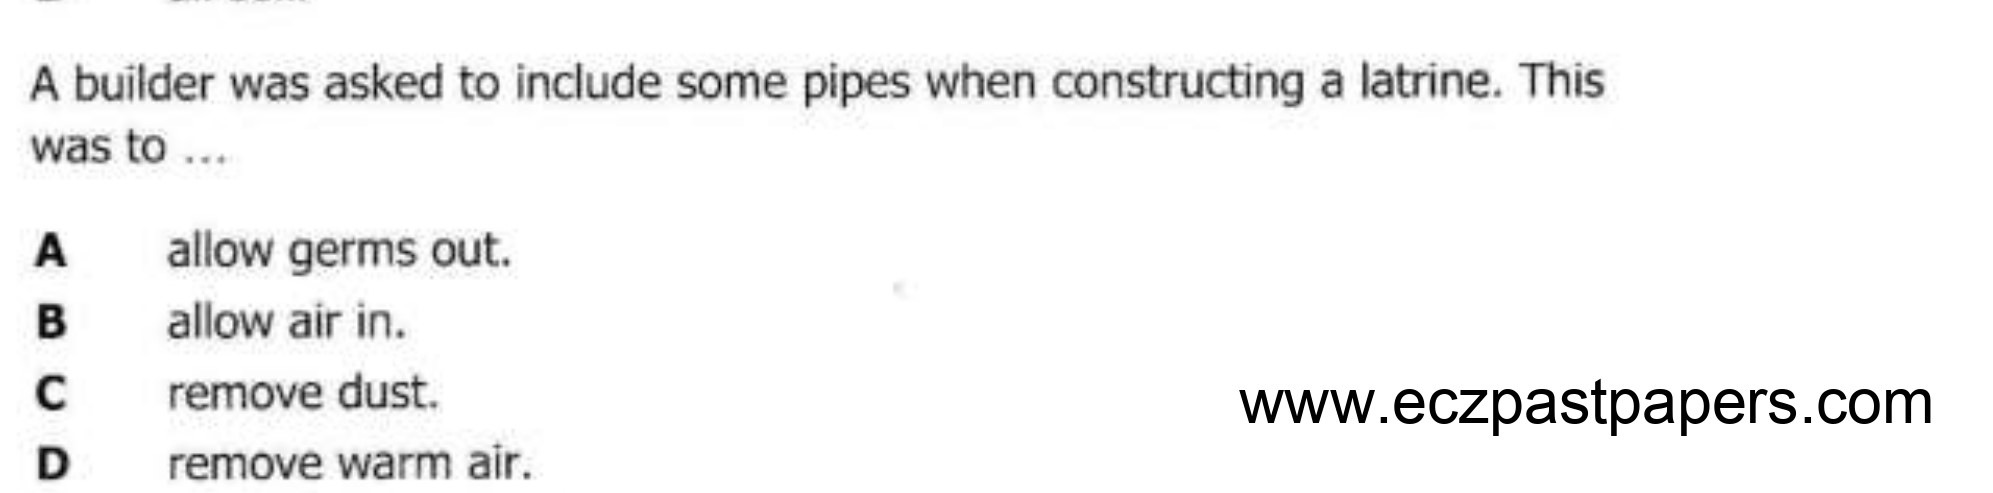 A builder was asked to include some pipes when constructing a latrine. This
was to ...
A allow germs out.
B allow air in.
C remove dust.
www.eczpastpapers.com
D remove warm air.